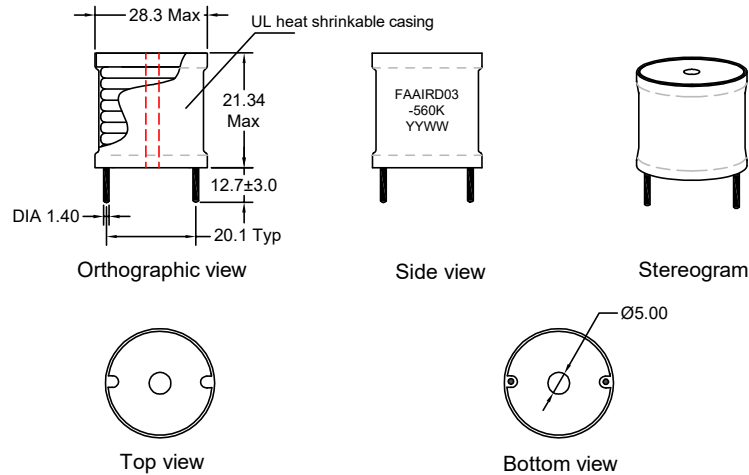 28.3 Max
UL heat shrinkable casing
21.34
Max
12.7±3.0
DIA 1.40
20.1 Typ
Orthographic view
FAAIRD03
-560K
YYWW
Side view
Stereogram
Ø5.00
Top view
Bottom view